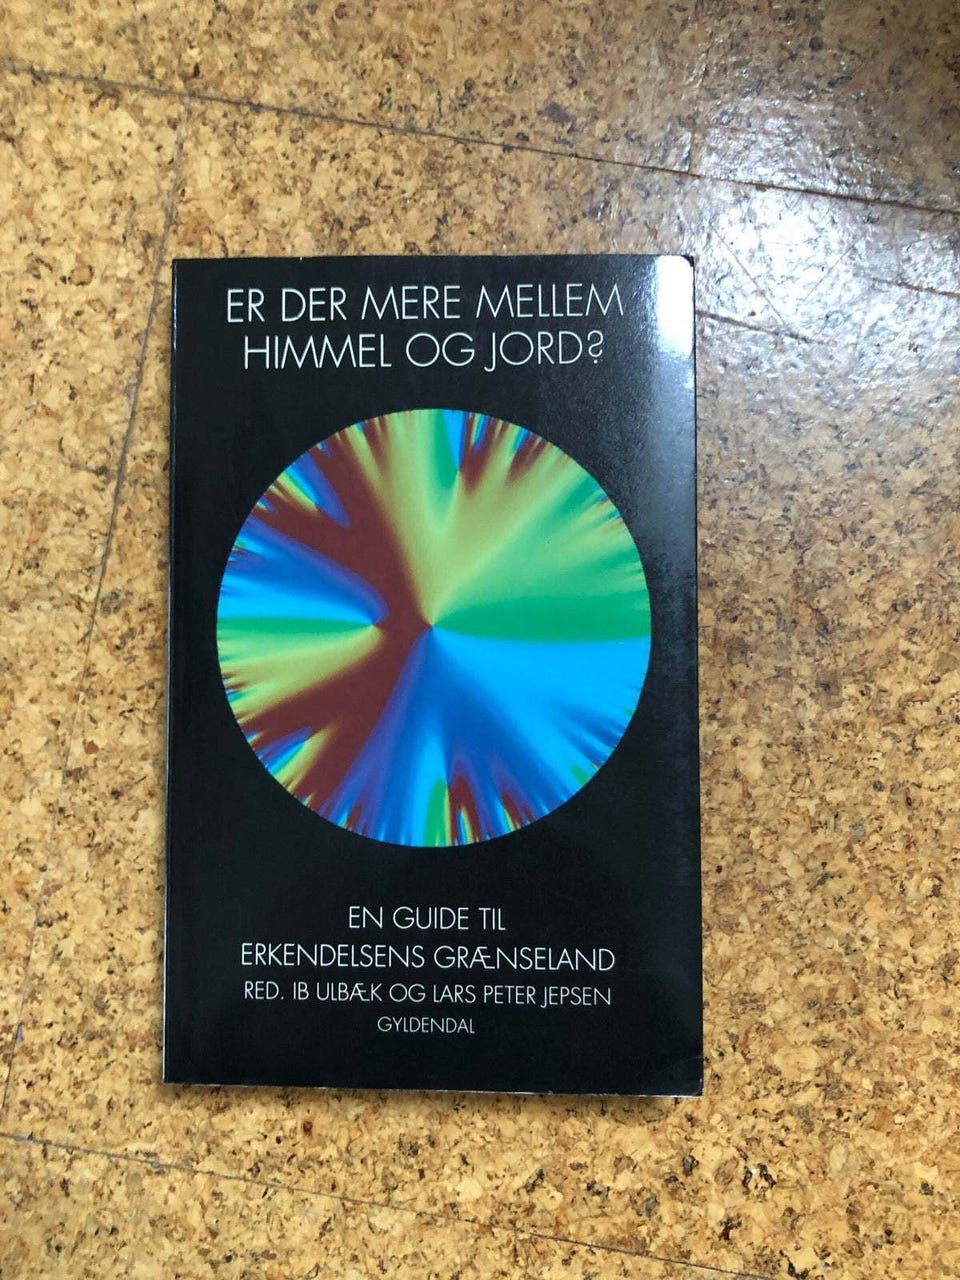 ER DER MERE MELLEM
HIMMEL OG JORD?
EN GUIDE TIL
ERKENDELSENS GRÆNSELAND
RED. IB ULBÆK OG LARS PETER JEPSEN
GYLDENDAL